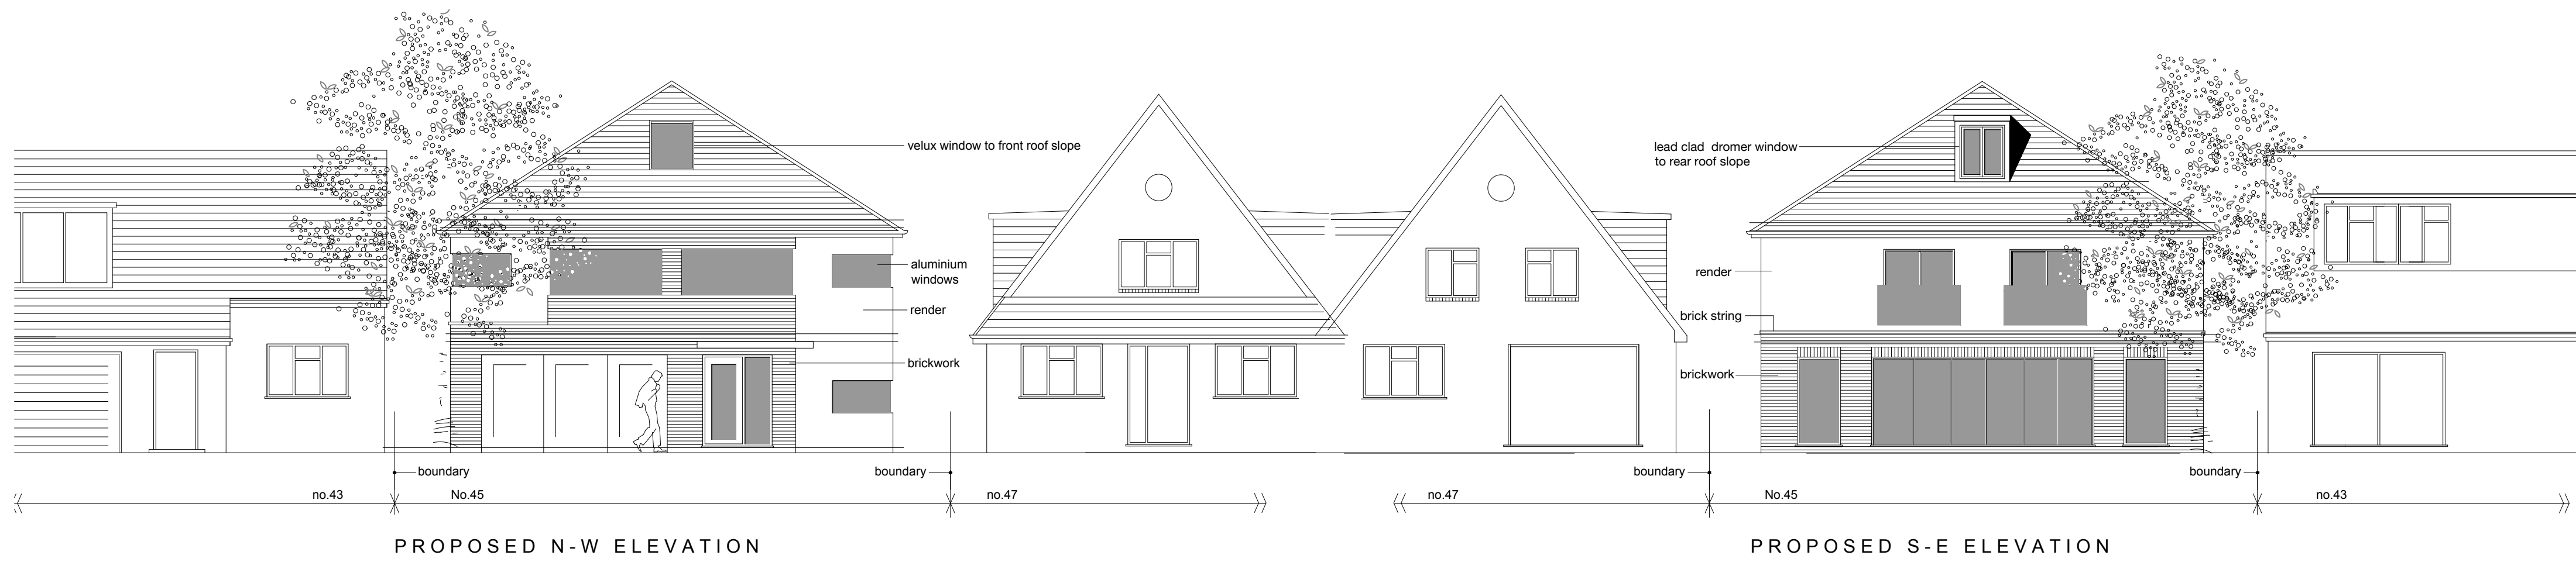 velux window to front roof slope
aluminium
windows
render
brickwork
boundary
boundary
no.43
No.45
no.47
PROPOSED N-W ELEVATION
lead clad dromer window
to rear roof slope
render
brick string
brickwork
boundary
boundary
no.47
No.45
no.43
PROPOSED S-E ELEVATION